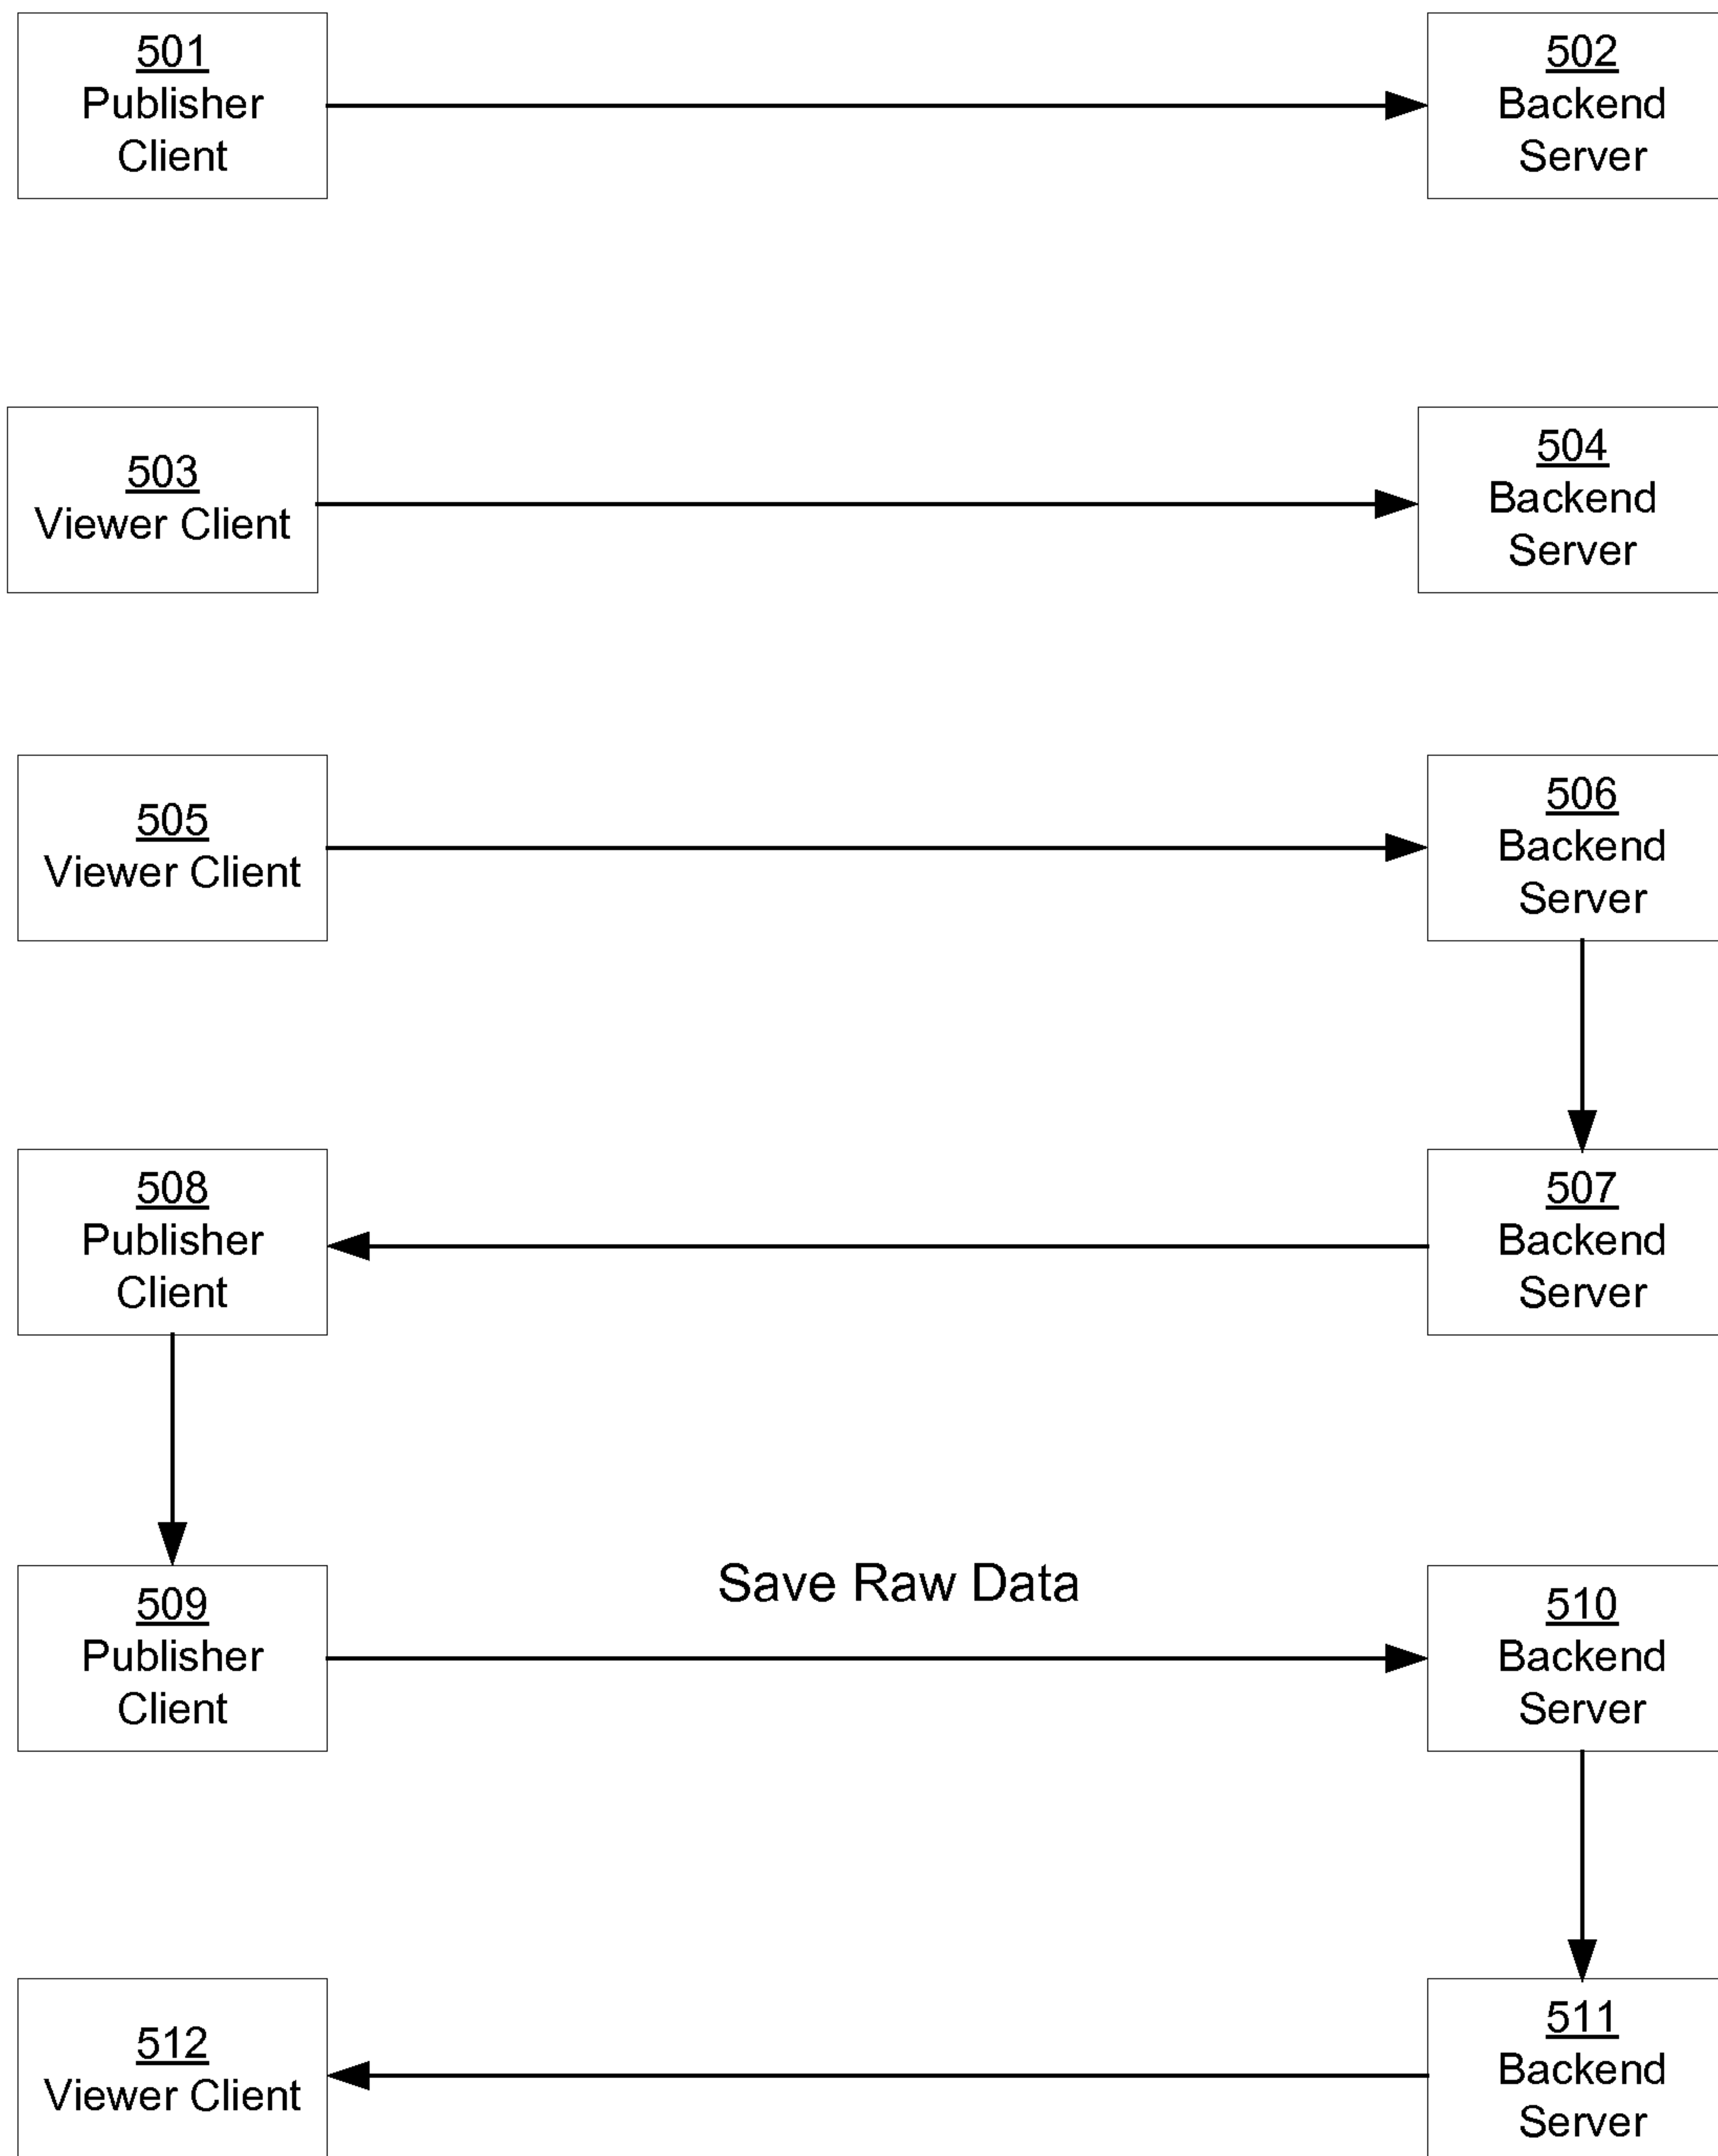 501
Publisher
Client
502
Backend
Server
503
Viewer Client
504
Backend
Server
505
Viewer Client
506
Backend
Server
508
Publisher
Client
507
Backend
Server
509
Publisher
Client
Save Raw Data
510
Backend
Server
512
Viewer Client
511
Backend
Server